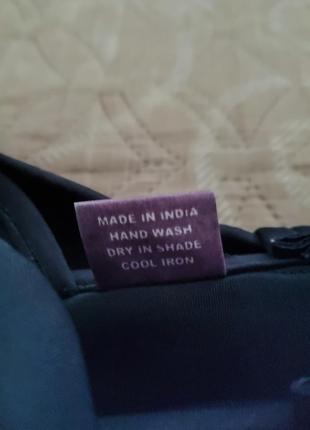 MADE IN INDIA
HAND WASH
DRY IN SHADE
COOL IRON